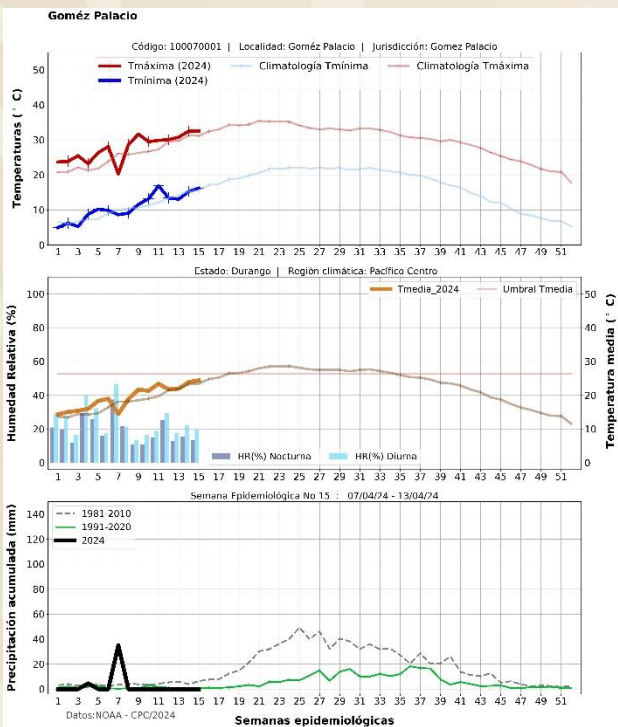 Goméz Palacio
Código: 100070001 | Localidad: Goméz Palacio | Jurisdicción: Gomez Palacio
Temperaturas (° C)
50
40
30
20
10
0
Tmáxima (2024)
Tmínima (2024)
Climatología Tmínima
Climatología Tmáxima
1 3 5 7 9 11 13 15 17 19 21 23 25 27 29 31 33 35 37 39 41 43 45 47 49 51
Estado: Durango | Región climática: Pacífico Centro
Humedad Relativa (%)
100
80
60
40
20
0
Tmedia_2024
Umbral Tmedia
HR(%) Nocturna
HR(%) Diurna
50
40
30
20
10
0
Temperatura media (° C)
1 3 5 7 9 11 13 15 17 19 21 23 25 27 29 31 33 35 37 39 41 43 45 47 49 51
Semana Epidemiológica No 15 : 07/04/24 - 13/04/24
Precipitación acumulada (mm)
140
120
100
80
60
40
20
0
1981 2010
1991-2020
2024
1 3 5 7 9 11 13 15 17 19 21 23 25 27 29 31 33 35 37 39 41 43 45 47 49 51
Datos:NOAA - CPC/2024
Semanas epidemiológicas